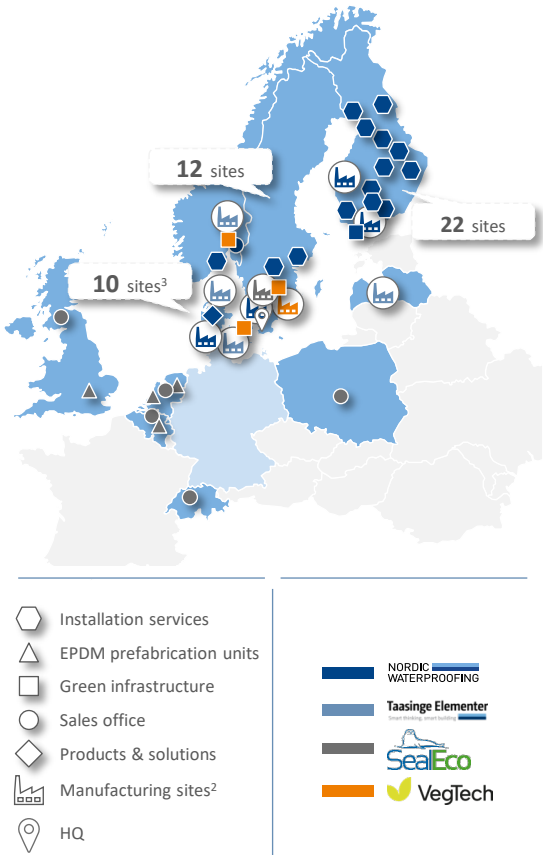 12 sites
22 sites
10 sites³
Installation services
EPDM prefabrication units
Green infrastructure
Sales office
Products & solutions
Manufacturing sites²
HQ
NORDIC
WATERPROOFING
Taasinge Elementer
Smart thinking, smart building
SealEco
VegTech